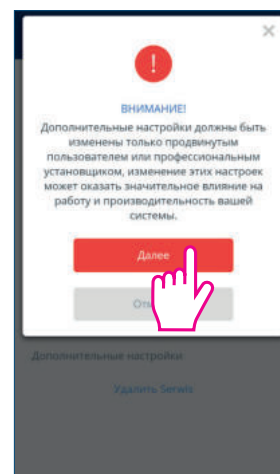 ВНИМАНИЕ!
Дополнительные настройки должны быть
изменены только продвинутым
пользователем или профессиональным
установщиком, изменение этих настроек
может оказать значительное влияние на
работу и производительность вашей
системы.
Далее
Дополнительные настройки
Удалить Serwis